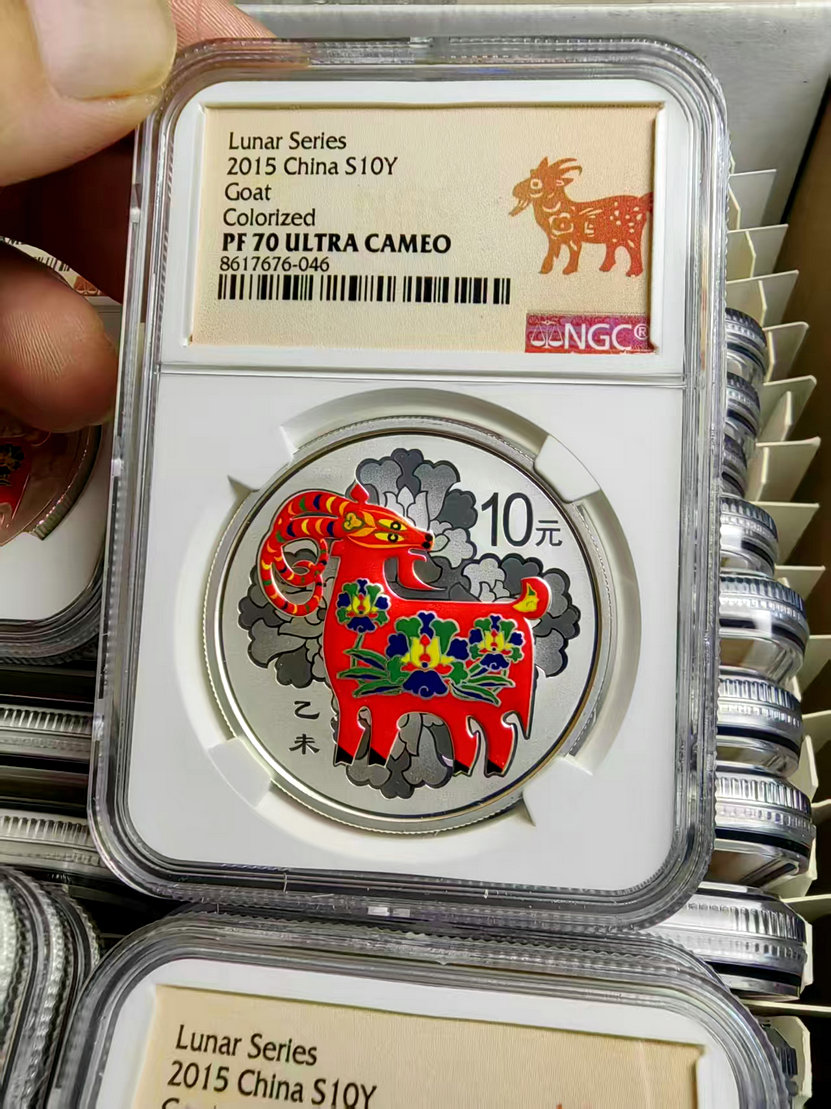 Lunar Series
2015 China S10Y
Goat
Colorized
PF 70 ULTRA CAMEO
8617676-046
NGC®
10元
乙
未
Lunar Series
2015 China S10Y